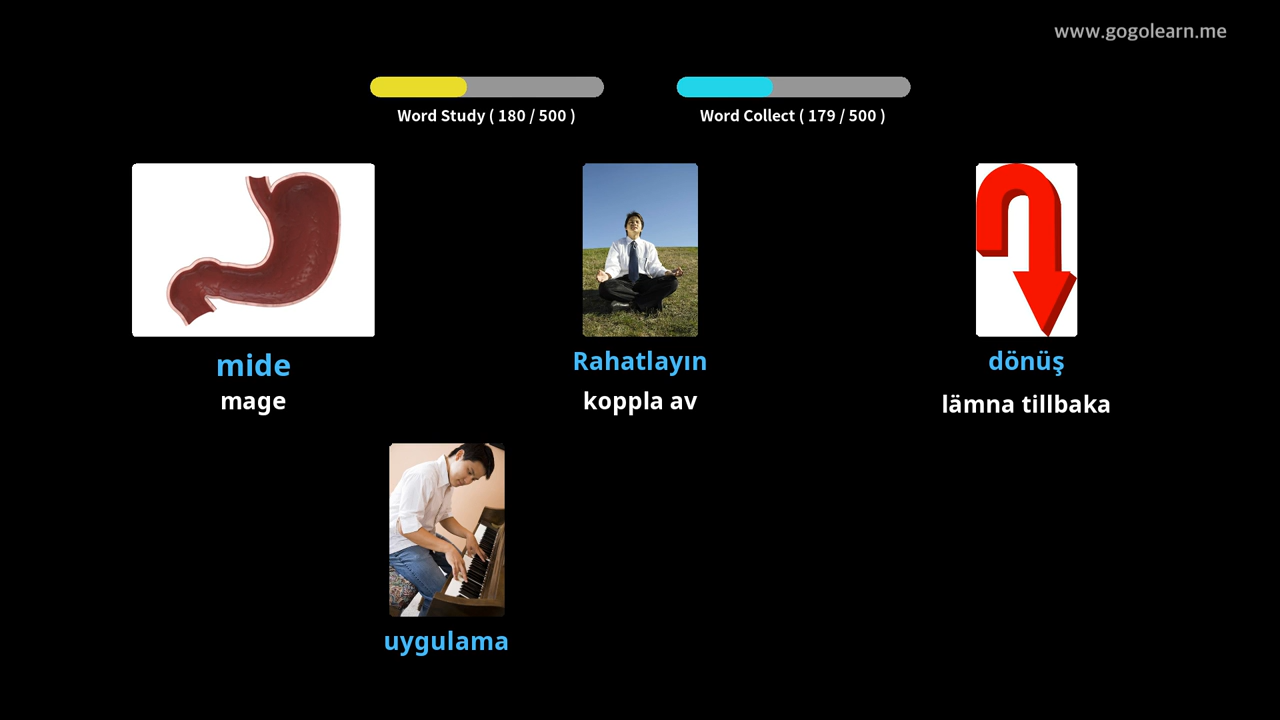 www.gogolearn.me
Word Study ( 180 / 500 )
Word Collect ( 179 / 500 )
mide
mage
Rahatlayın
koppla av
dönüş
lämna tillbaka
uygulama